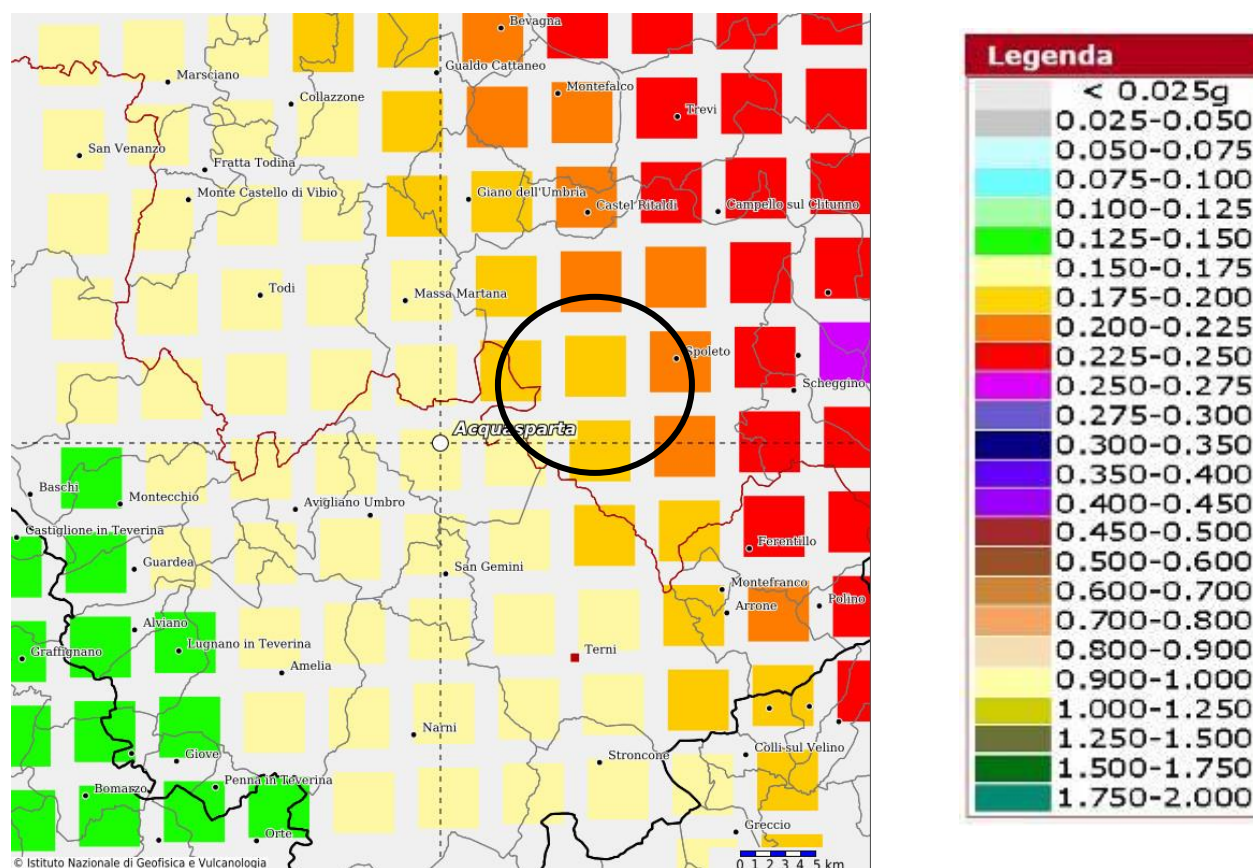 Bevagna
Gualdo Cattaneo
Marsciano
Montefalco
Collazzone
Trevi
San Venanzo
Fratta Todina
Monte Castello di Vibio
Giano dell'Umbria
Castel Ritaldi
Campello sul Clitunno
Todi
Massa Martana
Spoleto
Scheggino
Acquasparta
Baschi
Montecchio
Avigliano Umbro
Castiglione in Teverina
Ferentillo
Guardea
San Gemini
Montefranco
Arrone
Polino
Alviano
Lugnano in Teverina
Graffignano
Terni
Amelia
Narni
Giove
Stroncone
Colli sul Velino
Penna in Teverina
Bomarzo
Orte
Greccio
© Istituto Nazionale di Geofisica e Vulcanologia
0 1 2 3 4 5 km
Legenda
< 0.025g
0.025-0.050
0.050-0.075
0.075-0.100
0.100-0.125
0.125-0.150
0.150-0.175
0.175-0.200
0.200-0.225
0.225-0.250
0.250-0.275
0.275-0.300
0.300-0.350
0.350-0.400
0.400-0.450
0.450-0.500
0.500-0.600
0.600-0.700
0.700-0.800
0.800-0.900
0.900-1.000
1.000-1.250
1.250-1.500
1.500-1.750
1.750-2.000